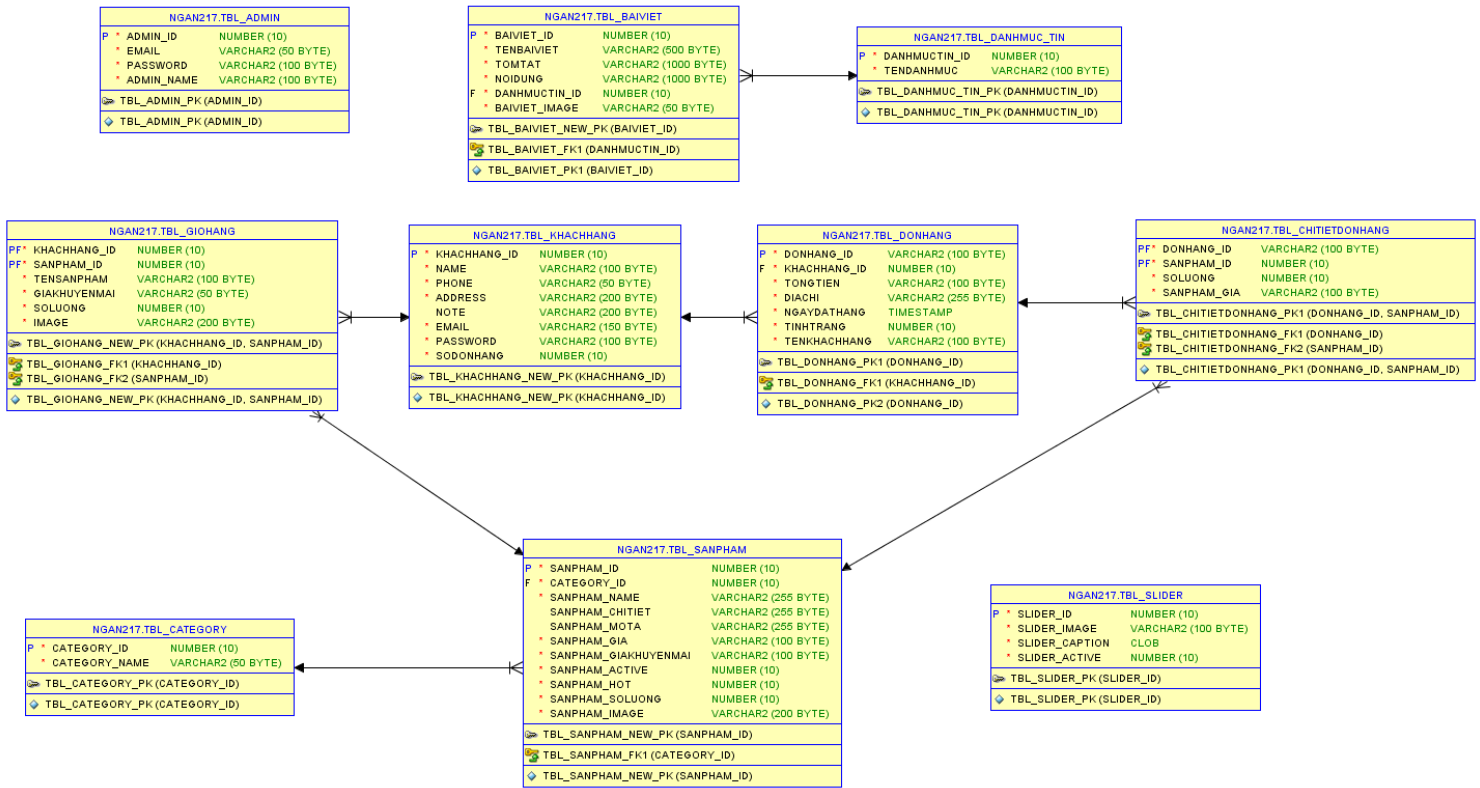 NGAN217.TBL_ADMIN
P * ADMIN_ID NUMBER (10)
* EMAIL VARCHAR2 (50 BYTE)
* PASSWORD VARCHAR2 (100 BYTE)
* ADMIN_NAME VARCHAR2 (100 BYTE)
TBL_ADMIN_PK (ADMIN_ID)
TBL_ADMIN_PK (ADMIN_ID)
NGAN217.TBL_BAIVIET
P * BAIVIET_ID NUMBER (10)
* TENBAIVIET VARCHAR2 (500 BYTE)
* TOMTAT VARCHAR2 (1000 BYTE)
* NOIDUNG VARCHAR2 (1000 BYTE)
F * DANHMUCTIN_ID NUMBER (10)
* BAIVIET_IMAGE VARCHAR2 (50 BYTE)
TBL_BAIVIET_NEW_PK (BAIVIET_ID)
TBL_BAIVIET_FK1 (DANHMUCTIN_ID)
TBL_BAIVIET_PK1 (BAIVIET_ID)
NGAN217.TBL_DANHMUC_TIN
P * DANHMUCTIN_ID NUMBER (10)
* TENDANHMUC VARCHAR2 (100 BYTE)
TBL_DANHMUC_TIN_PK (DANHMUCTIN_ID)
TBL_DANHMUC_TIN_PK (DANHMUCTIN_ID)
NGAN217.TBL_GIOHANG
PF* KHACHHANG_ID NUMBER (10)
PF* SANPHAM_ID NUMBER (10)
* TENSANPHAM VARCHAR2 (100 BYTE)
* GIAKHUYENMAI VARCHAR2 (50 BYTE)
* SOLUONG NUMBER (10)
* IMAGE VARCHAR2 (200 BYTE)
TBL_GIOHANG_NEW_PK (KHACHHANG_ID, SANPHAM_ID)
TBL_GIOHANG_FK1 (KHACHHANG_ID)
TBL_GIOHANG_FK2 (SANPHAM_ID)
TBL_GIOHANG_NEW_PK (KHACHHANG_ID, SANPHAM_ID)
NGAN217.TBL_KHACHHANG
P * KHACHHANG_ID NUMBER (10)
* NAME VARCHAR2 (100 BYTE)
* PHONE VARCHAR2 (50 BYTE)
* ADDRESS VARCHAR2 (200 BYTE)
NOTE VARCHAR2 (200 BYTE)
* EMAIL VARCHAR2 (150 BYTE)
* PASSWORD VARCHAR2 (100 BYTE)
* SODONHANG NUMBER (10)
TBL_KHACHHANG_NEW_PK (KHACHHANG_ID)
TBL_KHACHHANG_NEW_PK (KHACHHANG_ID)
NGAN217.TBL_DONHANG
P * DONHANG_ID VARCHAR2 (100 BYTE)
F * KHACHHANG_ID NUMBER (10)
* TONGTIEN VARCHAR2 (100 BYTE)
* DIACHI VARCHAR2 (255 BYTE)
* NGAYDATHANG TIMESTAMP
* TINHTRANG NUMBER (10)
* TENKHACHHANG VARCHAR2 (100 BYTE)
TBL_DONHANG_PK1 (DONHANG_ID)
TBL_DONHANG_FK1 (KHACHHANG_ID)
TBL_DONHANG_PK2 (DONHANG_ID)
NGAN217.TBL_CHITIETDONHANG
PF* DONHANG_ID VARCHAR2 (100 BYTE)
PF* SANPHAM_ID NUMBER (10)
* SOLUONG NUMBER (10)
* SANPHAM_GIA VARCHAR2 (100 BYTE)
TBL_CHITIETDONHANG_PK1 (DONHANG_ID, SANPHAM_ID)
TBL_CHITIETDONHANG_FK1 (DONHANG_ID)
TBL_CHITIETDONHANG_FK2 (SANPHAM_ID)
TBL_CHITIETDONHANG_PK1 (DONHANG_ID, SANPHAM_ID)
NGAN217.TBL_CATEGORY
P * CATEGORY_ID NUMBER (10)
* CATEGORY_NAME VARCHAR2 (50 BYTE)
TBL_CATEGORY_PK (CATEGORY_ID)
TBL_CATEGORY_PK (CATEGORY_ID)
NGAN217.TBL_SANPHAM
P * SANPHAM_ID NUMBER (10)
F * CATEGORY_ID NUMBER (10)
* SANPHAM_NAME VARCHAR2 (255 BYTE)
SANPHAM_CHITIET VARCHAR2 (255 BYTE)
SANPHAM_MOTA VARCHAR2 (255 BYTE)
* SANPHAM_GIA VARCHAR2 (100 BYTE)
* SANPHAM_GIAKHUYENMAI VARCHAR2 (100 BYTE)
* SANPHAM_ACTIVE NUMBER (10)
* SANPHAM_HOT NUMBER (10)
* SANPHAM_SOLUONG NUMBER (10)
* SANPHAM_IMAGE VARCHAR2 (200 BYTE)
TBL_SANPHAM_NEW_PK (SANPHAM_ID)
TBL_SANPHAM_FK1 (CATEGORY_ID)
TBL_SANPHAM_NEW_PK (SANPHAM_ID)
NGAN217.TBL_SLIDER
P * SLIDER_ID NUMBER (10)
* SLIDER_IMAGE VARCHAR2 (100 BYTE)
* SLIDER_CAPTION CLOB
* SLIDER_ACTIVE NUMBER (10)
TBL_SLIDER_PK (SLIDER_ID)
TBL_SLIDER_PK (SLIDER_ID)